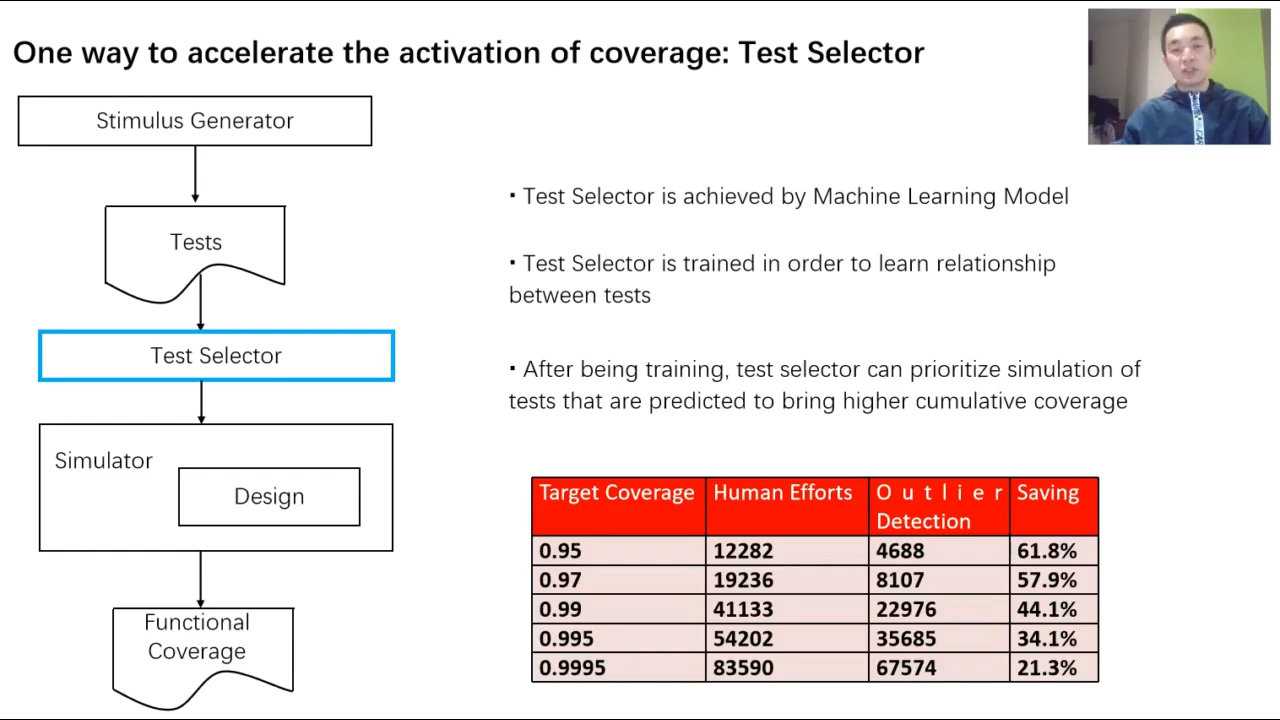 One way to accelerate the activation of coverage: Test Selector
Stimulus Generator
Tests
Test Selector
Simulator
Design
Functional
Coverage
· Test Selector is achieved by Machine Learning Model
· Test Selector is trained in order to learn relationship
between tests
· After being training, test selector can prioritize simulation of
tests that are predicted to bring higher cumulative coverage
Target Coverage Human Efforts Outlier Detection Saving
0.95 12282 4688 61.8%
0.97 19236 8107 57.9%
0.99 41133 22976 44.1%
0.995 54202 35685 34.1%
0.9995 83590 67574 21.3%